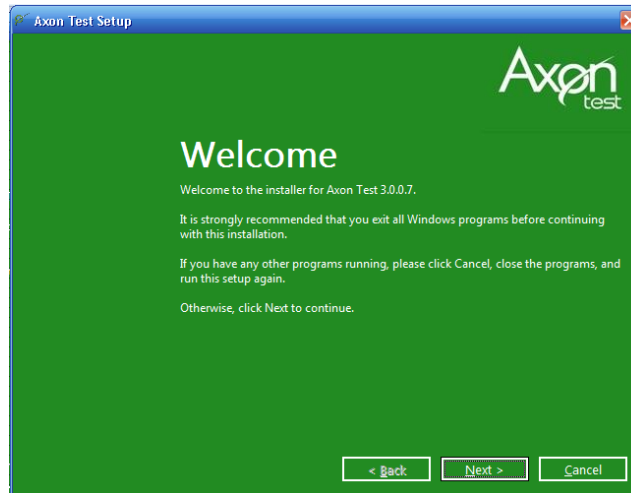 Axon Test Setup
Axon
test
Welcome
Welcome to the installer for Axon Test 3.0.0.7.
It is strongly recommended that you exit all Windows programs before continuing
with this installation.
If you have any other programs running, please click Cancel, close the programs, and
run this setup again.
Otherwise, click Next to continue.
< Back
Next >
Cancel